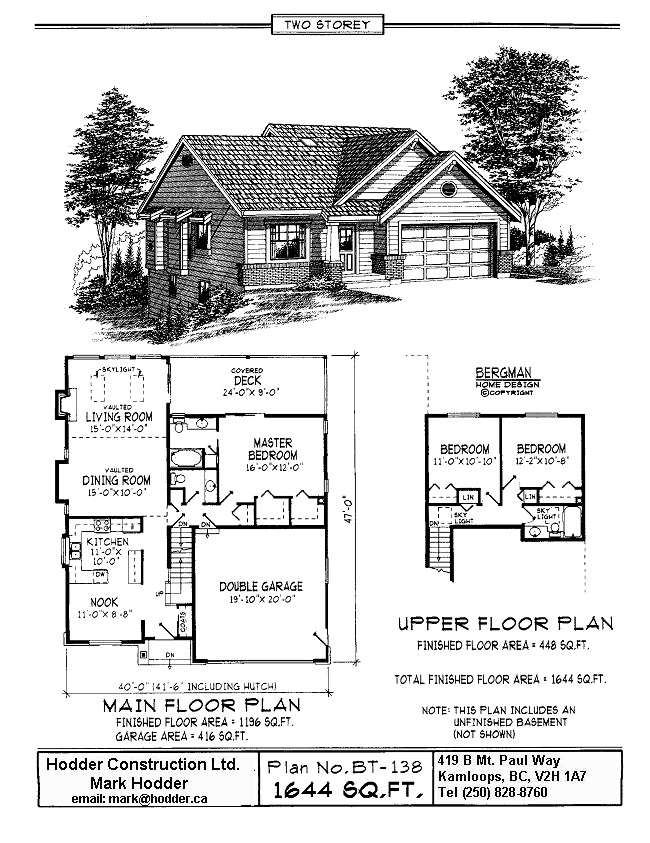 TWO STOREY
SKYLIGHT
VAULTED
LIVING ROOM
15'-0"X14'-0"
COVERED
DECK
24'-0" X 9'-0"
MASTER
BEDROOM
16'-0"X12'-0"
VAULTED
DINING ROOM
15'-0"X10'-0"
DN
DN
KITCHEN
11'-0"X
10'-0"
DW
NOOK
11'-0"X 8'-8"
UP
COATS
DN
DOUBLE GARAGE
19'-10"X 20'-0"
47'-0"
40'-0" (41'-6" INCLUDING HUTCH)
MAIN FLOOR PLAN
FINISHED FLOOR AREA = 1196 SQ.FT.
GARAGE AREA = 416 SQ.FT.
BERGMAN
HOME DESIGN
©COPYRIGHT
BEDROOM
11'-0"X10'-10"
BEDROOM
12'-2"X10'-8"
LIN
LIN
SKY
LIGHT
SKY
LIGHT
DN
UPPER FLOOR PLAN
FINISHED FLOOR AREA = 448 SQ.FT.
TOTAL FINISHED FLOOR AREA = 1644 SQ.FT.
NOTE: THIS PLAN INCLUDES AN
UNFINISHED BASEMENT
(NOT SHOWN)
Hodder Construction Ltd.
Mark Hodder
email: mark@hodder.ca
Plan No.BT-138
1644 SQ.FT.
419 B Mt. Paul Way
Kamloops, BC, V2H 1A7
Tel (250) 828-8760